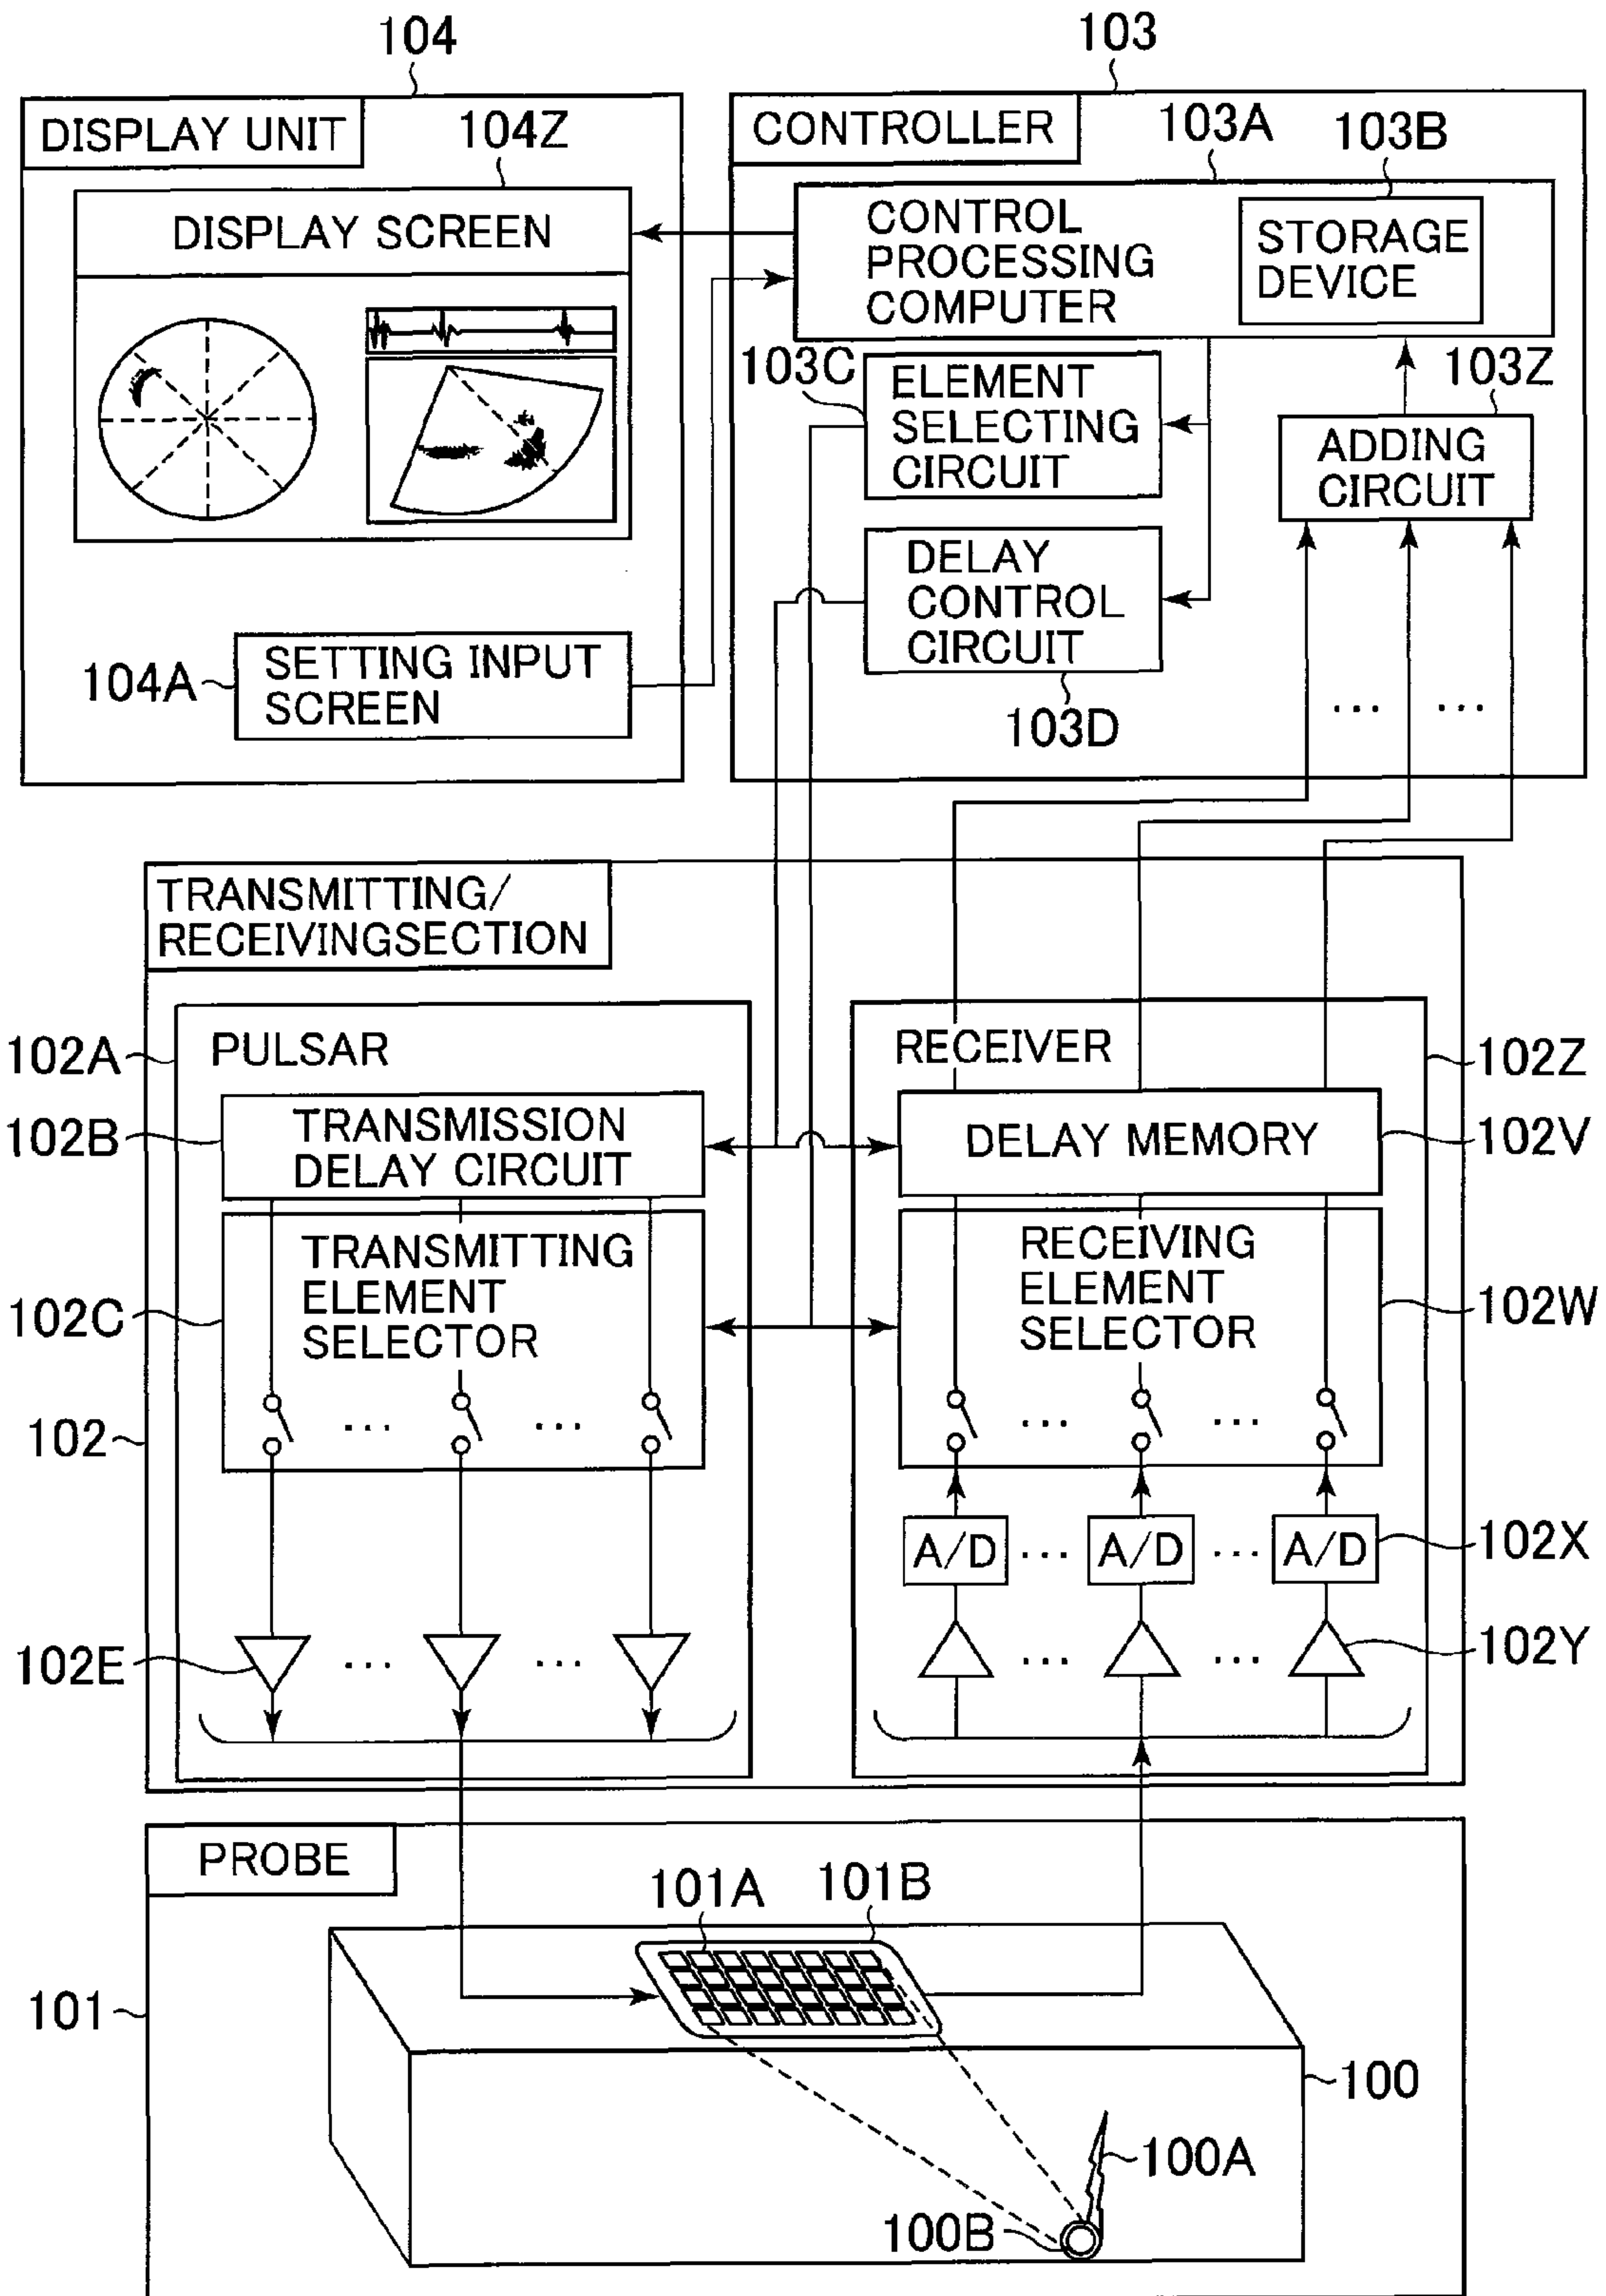 104
103
DISPLAY UNIT
104Z
DISPLAY SCREEN
104A
SETTING INPUT
SCREEN
CONTROLLER
103A
103B
CONTROL
PROCESSING
COMPUTER
STORAGE
DEVICE
103C
ELEMENT
SELECTING
CIRCUIT
103Z
ADDING
CIRCUIT
DELAY
CONTROL
CIRCUIT
103D
... ...
TRANSMITTING/
RECEIVINGSECTION
102A
PULSAR
102B
TRANSMISSION
DELAY CIRCUIT
102C
TRANSMITTING
ELEMENT
SELECTOR
... ...
102
102E
... ...
RECEIVER
102Z
DELAY MEMORY
102V
RECEIVING
ELEMENT
SELECTOR
102W
... ...
A/D ... A/D ... A/D
102X
... ...
102Y
PROBE
101A
101B
101
100
100A
100B